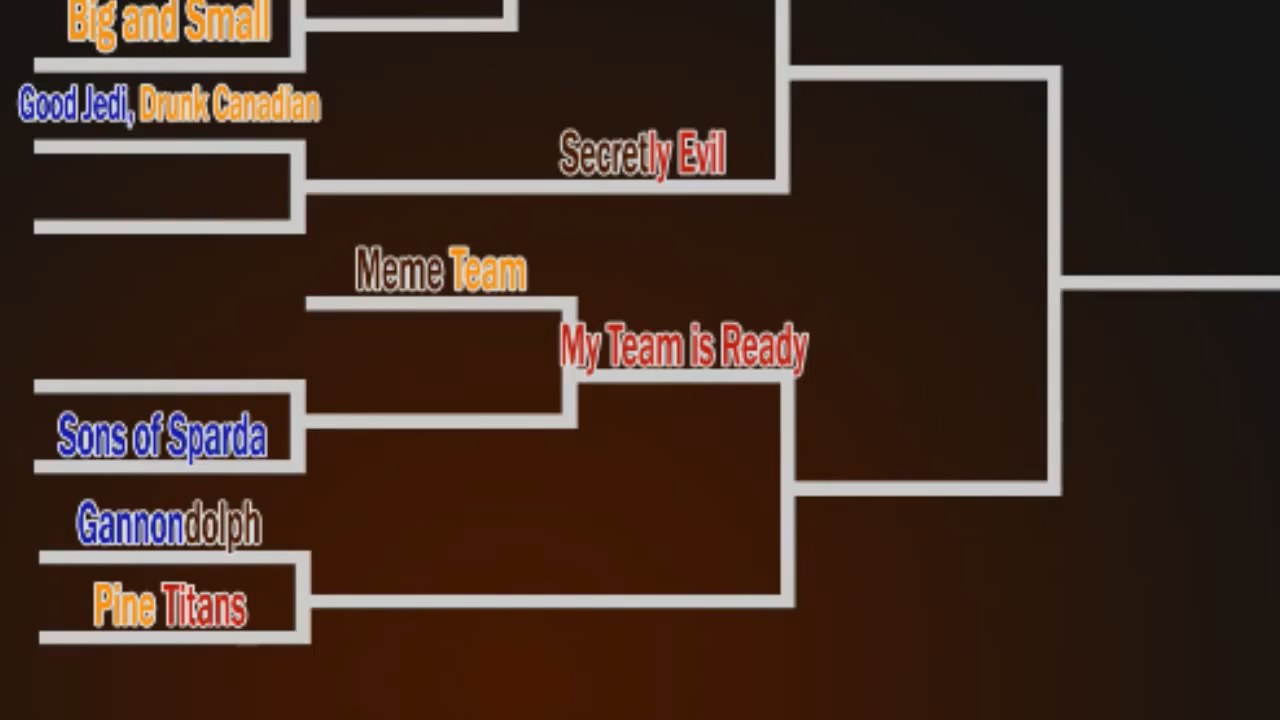 Big and Small
Good Jedi, Drunk Canadian
Secretly Evil
Meme Team
My Team is Ready
Sons of Sparda
Gannondolph
Pine Titans